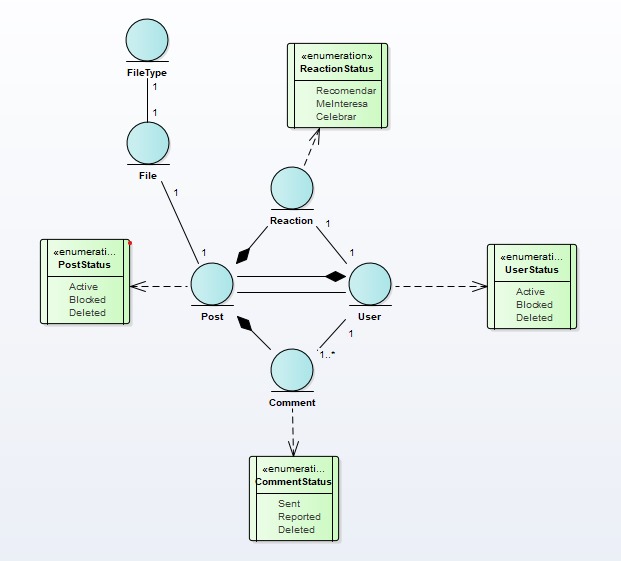 FileType
1
1
File
1
1
«enumeration»
ReactionStatus
Recomendar
MeInteresa
Celebrar
Reaction
1
1
«enumerati...
PostStatus
Active
Blocked
Deleted
Post
User
«enumerati...
UserStatus
Active
Blocked
Deleted
1
1..*
Comment
«enumerati...
CommentStatus
Sent
Reported
Deleted